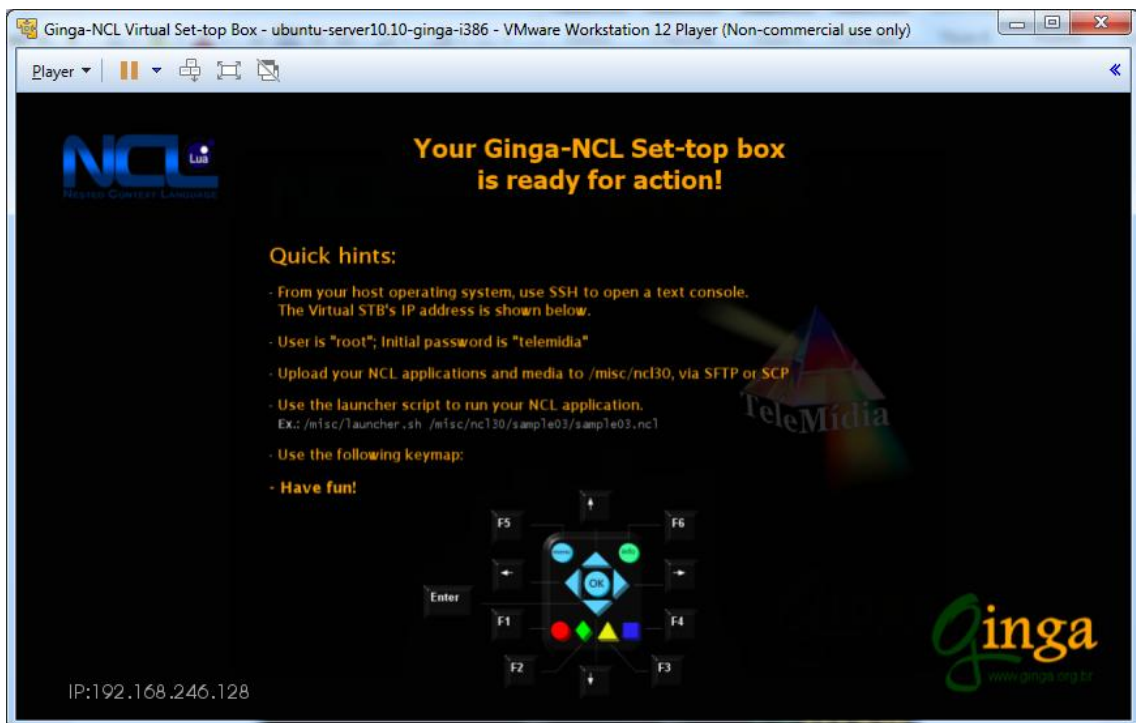 Ginga-NCL Virtual Set-top Box - ubuntu-server10.10-ginga-i386 - VMware Workstation 12 Player (Non-commercial use only)
Player
NCL
Lua
NESTED CONTEXT LANGUAGE
Your Ginga-NCL Set-top box
is ready for action!
Quick hints:
- From your host operating system, use SSH to open a text console.
The Virtual STB's IP address is shown below.
- User is "root"; Initial password is "telemidia"
- Upload your NCL applications and media to /misc/ncl30, via SFTP or SCP
- Use the launcher script to run your NCL application.
Ex.: /misc/launcher.sh /misc/ncl30/sample03/sample03.ncl
- Use the following keymap:
- Have fun!
TeleMídia
F5
F6
menu
info
OK
Enter
F1
F4
F2
F3
ginga
www.ginga.org.br
IP:192.168.246.128